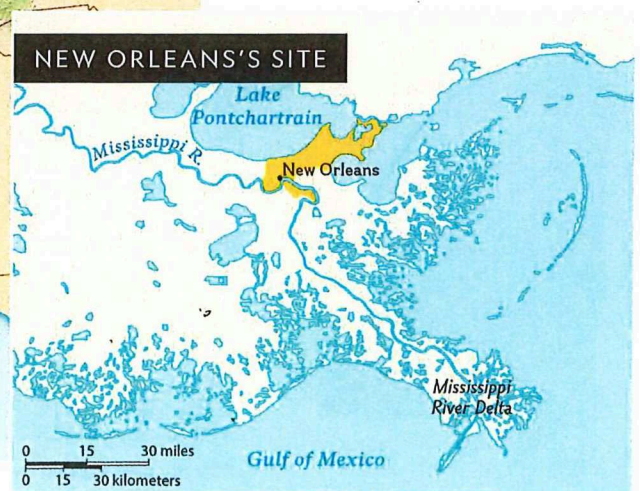 NEW ORLEANS'S SITE
Lake
Pontchartrain
Mississippi R.
New Orleans
Mississippi
River Delta
Gulf of Mexico
0 15 30 miles
0 15 30 kilometers